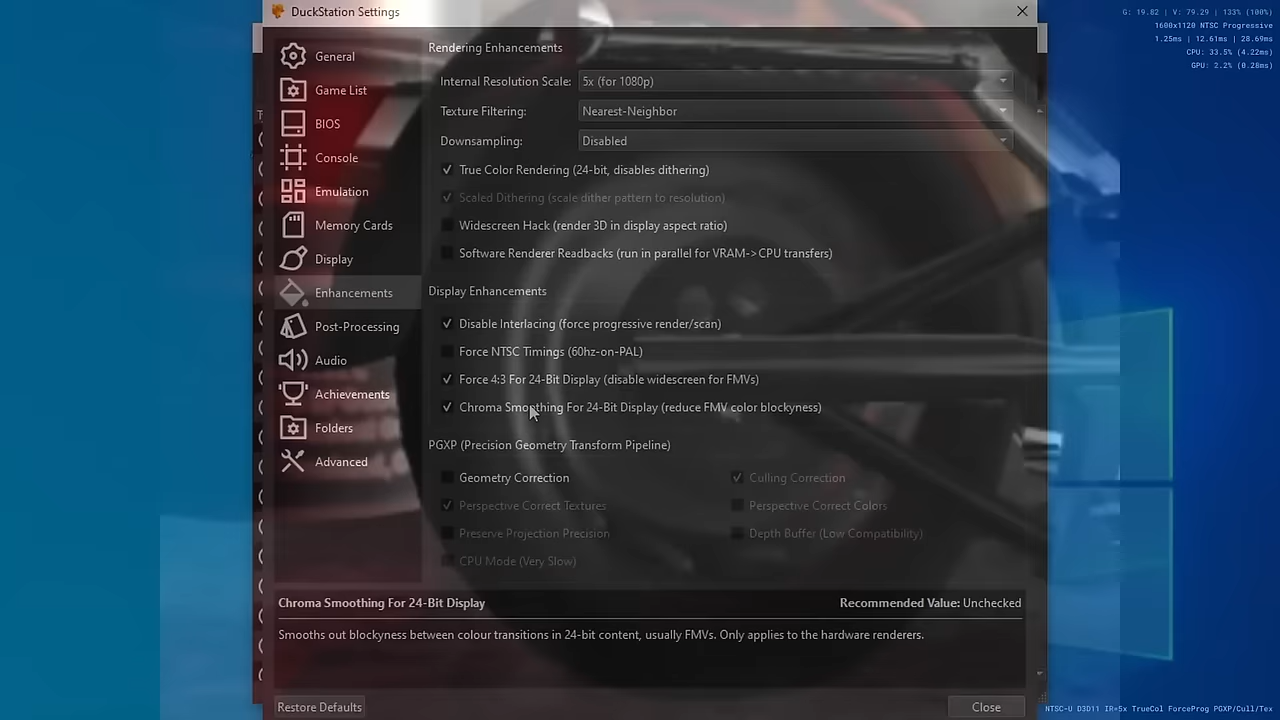 DuckStation Settings
G: 19.82 | V: 79.29 | 133% (100%)
1600x1120 NTSC Progressive
1.25ms | 12.61ms | 28.69ms
CPU: 33.5% (4.22ms)
GPU: 2.2% (0.28ms)
General
Game List
BIOS
Console
Emulation
Memory Cards
Display
Enhancements
Post-Processing
Audio
Achievements
Folders
Advanced
Rendering Enhancements
Internal Resolution Scale: 5x (for 1080p)
Texture Filtering: Nearest-Neighbor
Downsampling: Disabled
True Color Rendering (24-bit, disables dithering)
Scaled Dithering (scale dither pattern to resolution)
Widescreen Hack (render 3D in display aspect ratio)
Software Renderer Readbacks (run in parallel for VRAM->CPU transfers)
Display Enhancements
Disable Interlacing (force progressive render/scan)
Force NTSC Timings (60hz-on-PAL)
Force 4:3 For 24-Bit Display (disable widescreen for FMVs)
Chroma Smoothing For 24-Bit Display (reduce FMV color blockyness)
PGXP (Precision Geometry Transform Pipeline)
Geometry Correction
Culling Correction
Perspective Correct Textures
Perspective Correct Colors
Preserve Projection Precision
Depth Buffer (Low Compatibility)
CPU Mode (Very Slow)
Chroma Smoothing For 24-Bit Display
Recommended Value: Unchecked
Smooths out blockyness between colour transitions in 24-bit content, usually FMVs. Only applies to the hardware renderers.
Restore Defaults
Close
NTSC-U D3D11 IR=5x TrueCol ForceProg PGXP/Cull/Tex